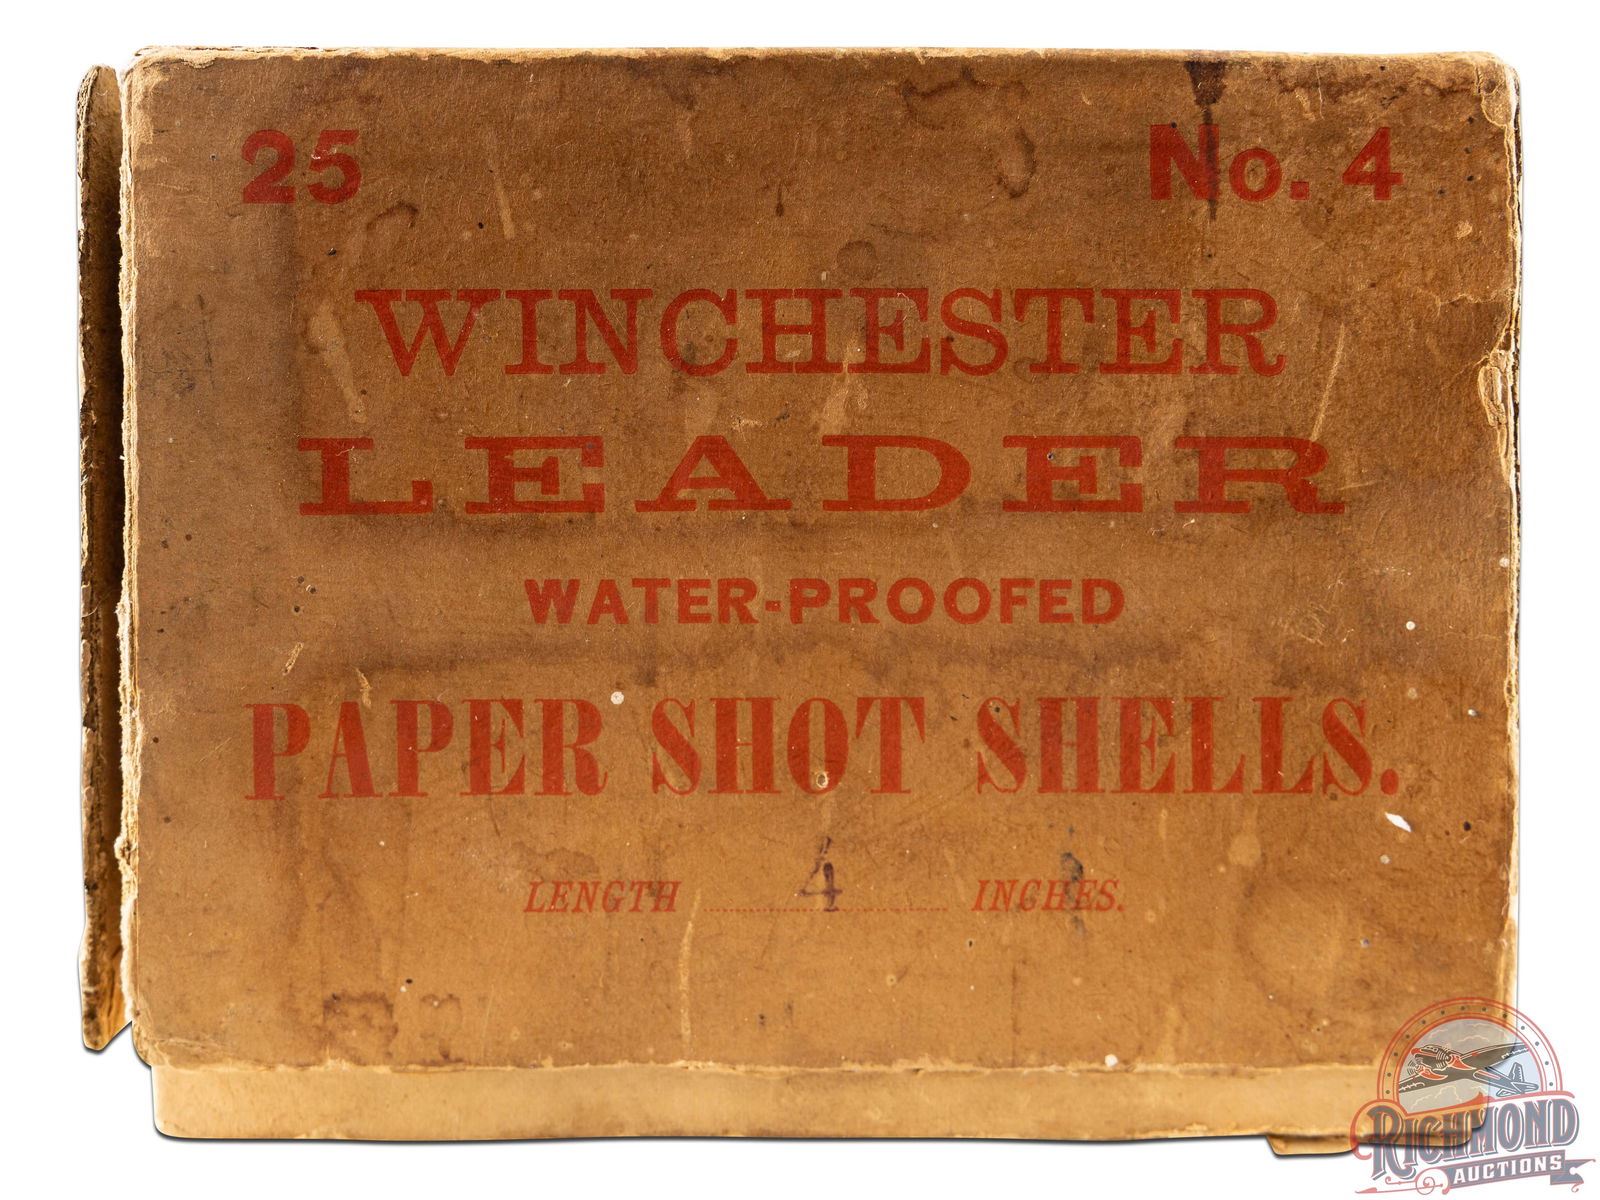 25 No. 4
WINCHESTER
LEADER
WATER-PROOFED
PAPER SHOT SHELLS.
LENGTH 4 INCHES.
RICHMOND
AUCTIONS